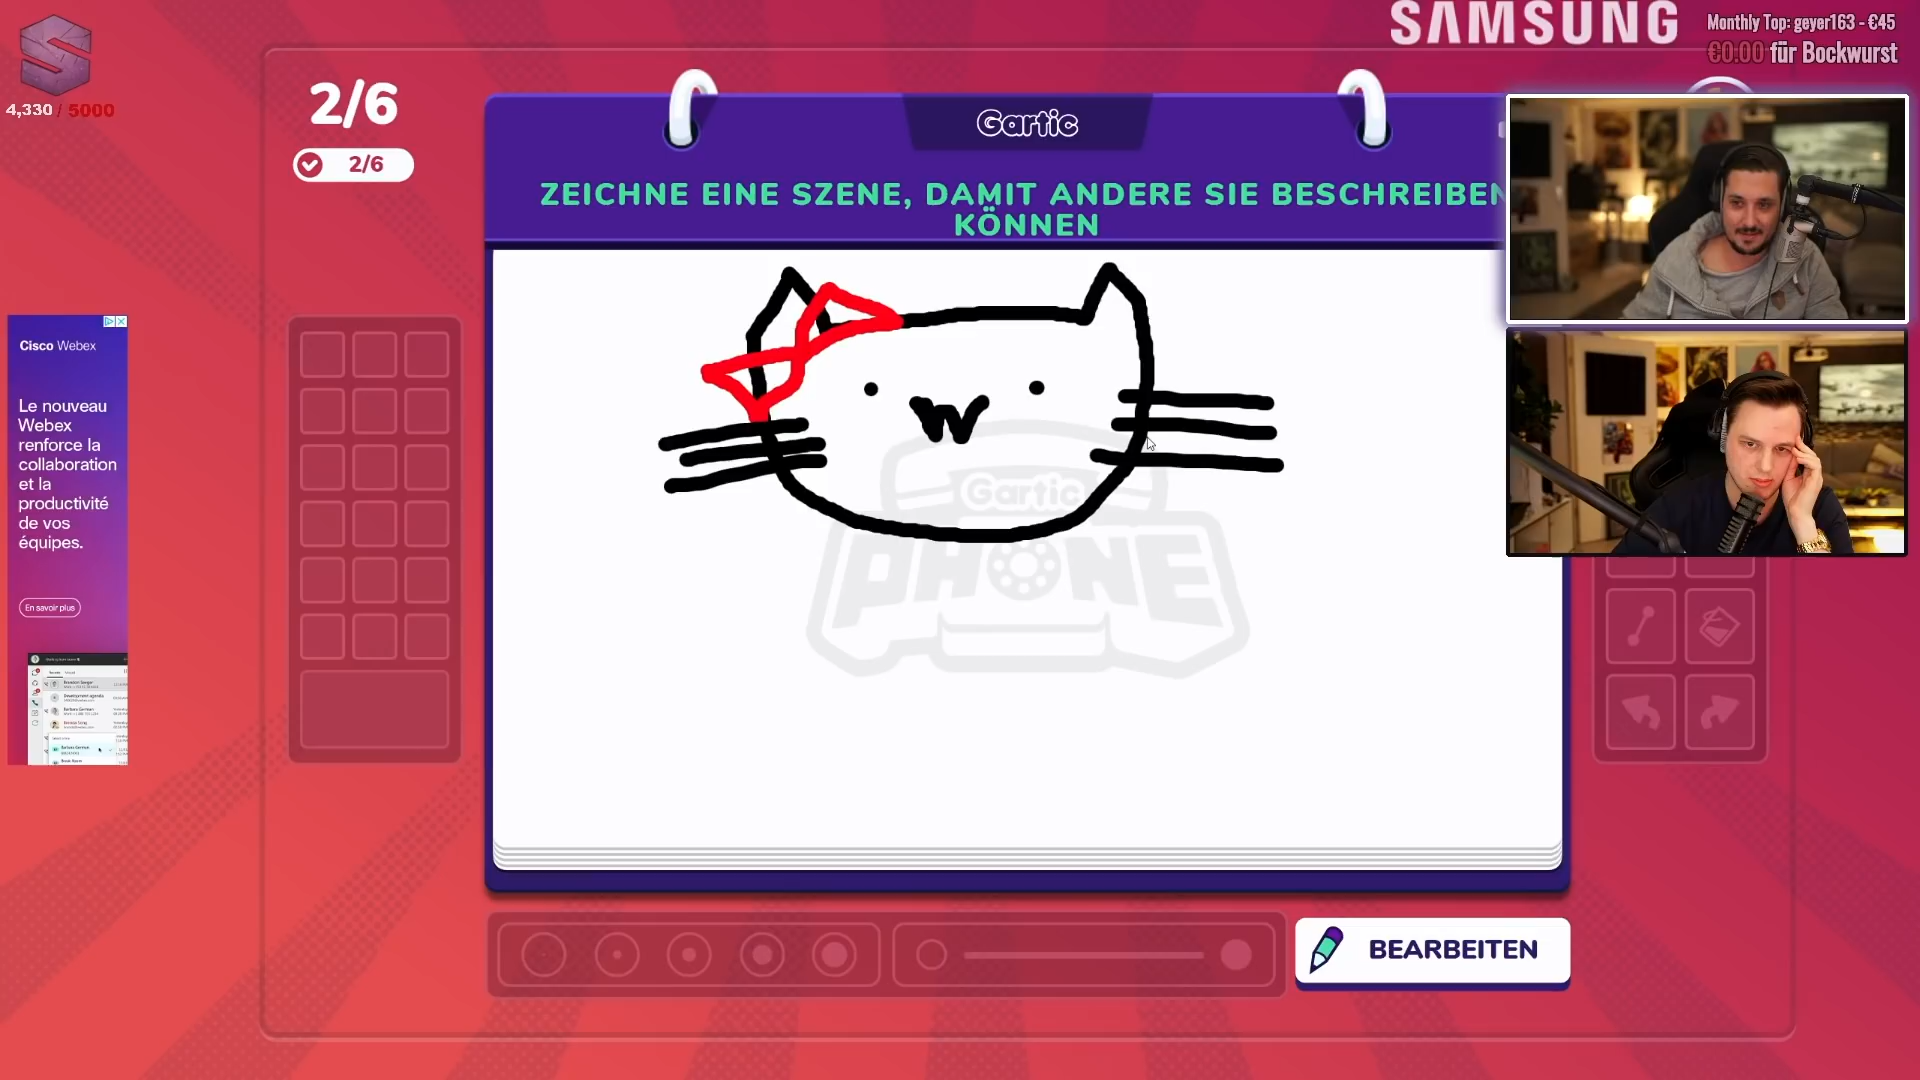 SAMSUNG
Monthly Top: geyer163 - €45
€0.00 für Bockwurst
4,330 / 5000
2/6
2/6
Gartic
ZEICHNE EINE SZENE, DAMIT ANDERE SIE BESCHREIBEN
KÖNNEN
Gartic
PHONE
Cisco Webex
Le nouveau
Webex
renforce la
collaboration
et la
productivité
de vos
équipes.
En savoir plus
BEARBEITEN